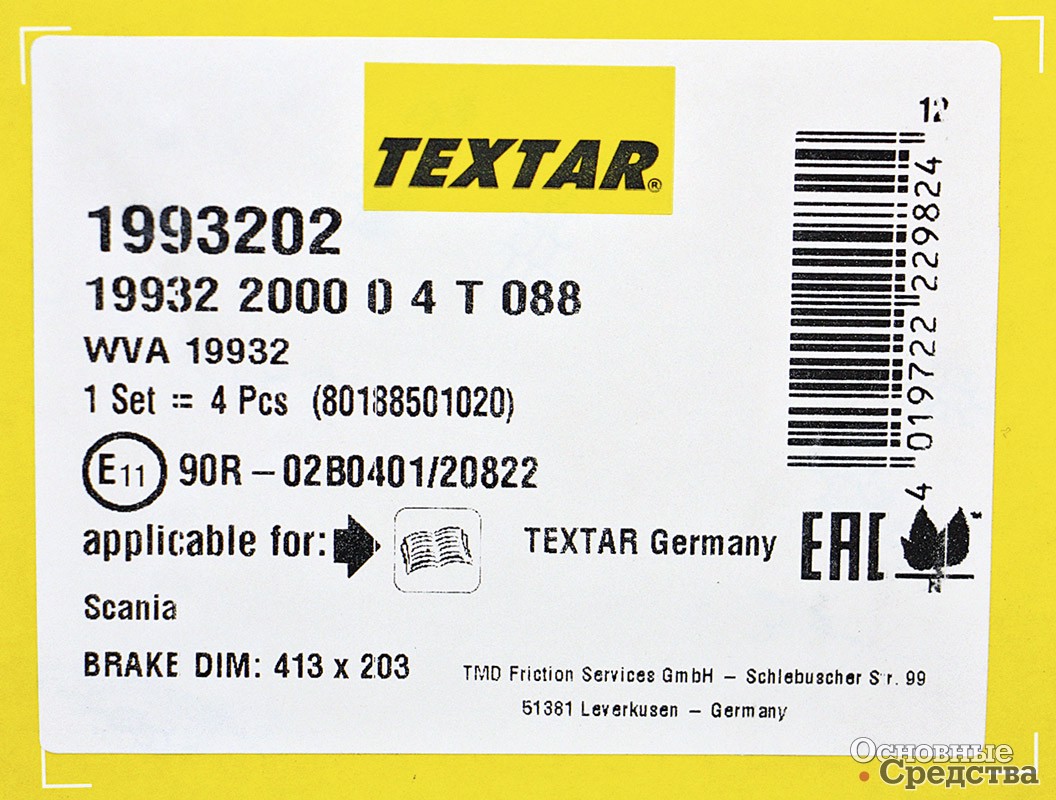 TEXTAR®
1993202
19932 2000 0 4 T 088
WVA 19932
1 Set = 4 Pcs (80188501020)
E11 90R - 02B0401/20822
applicable for:
TEXTAR Germany
EAC
Scania
BRAKE DIM: 413 x 203
TMD Friction Services GmbH - Schlebuscher Str. 99
51381 Leverkusen - Germany
12
4 019722 229824
N
Основные
Средства